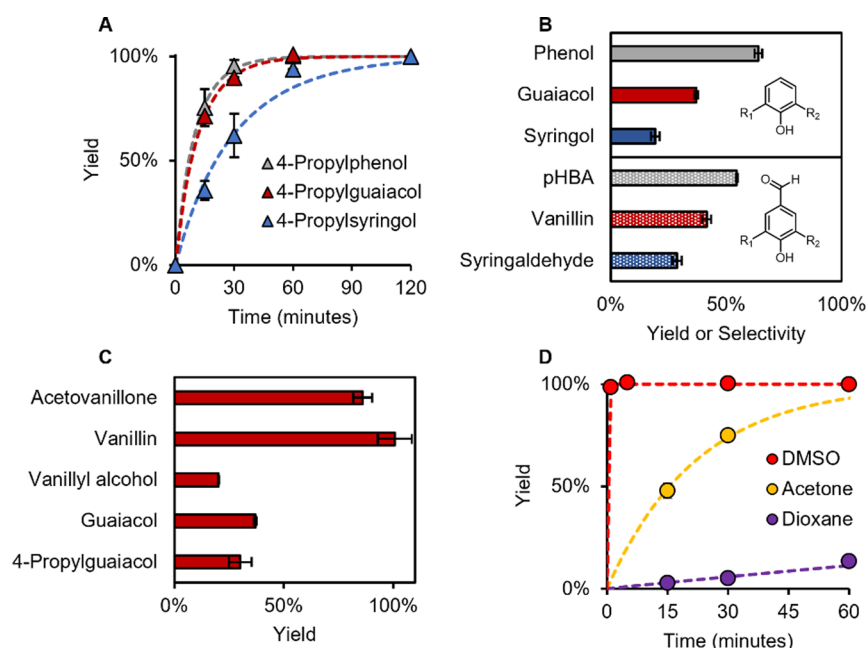 A
100%
50%
0%
Yield
4-Propylphenol
4-Propylguaiacol
4-Propylsyringol
0 30 60 90 120
Time (minutes)
B
Phenol
Guaiacol
Syringol
pHBA
Vanillin
Syringaldehyde
R1 R2
OH
O H
R1 R2
OH
0% 50% 100%
Yield or Selectivity
C
Acetovanillone
Vanillin
Vanillyl alcohol
Guaiacol
4-Propylguaiacol
0% 50% 100%
Yield
D
100%
50%
0%
Yield
DMSO
Acetone
Dioxane
0 15 30 45 60
Time (minutes)